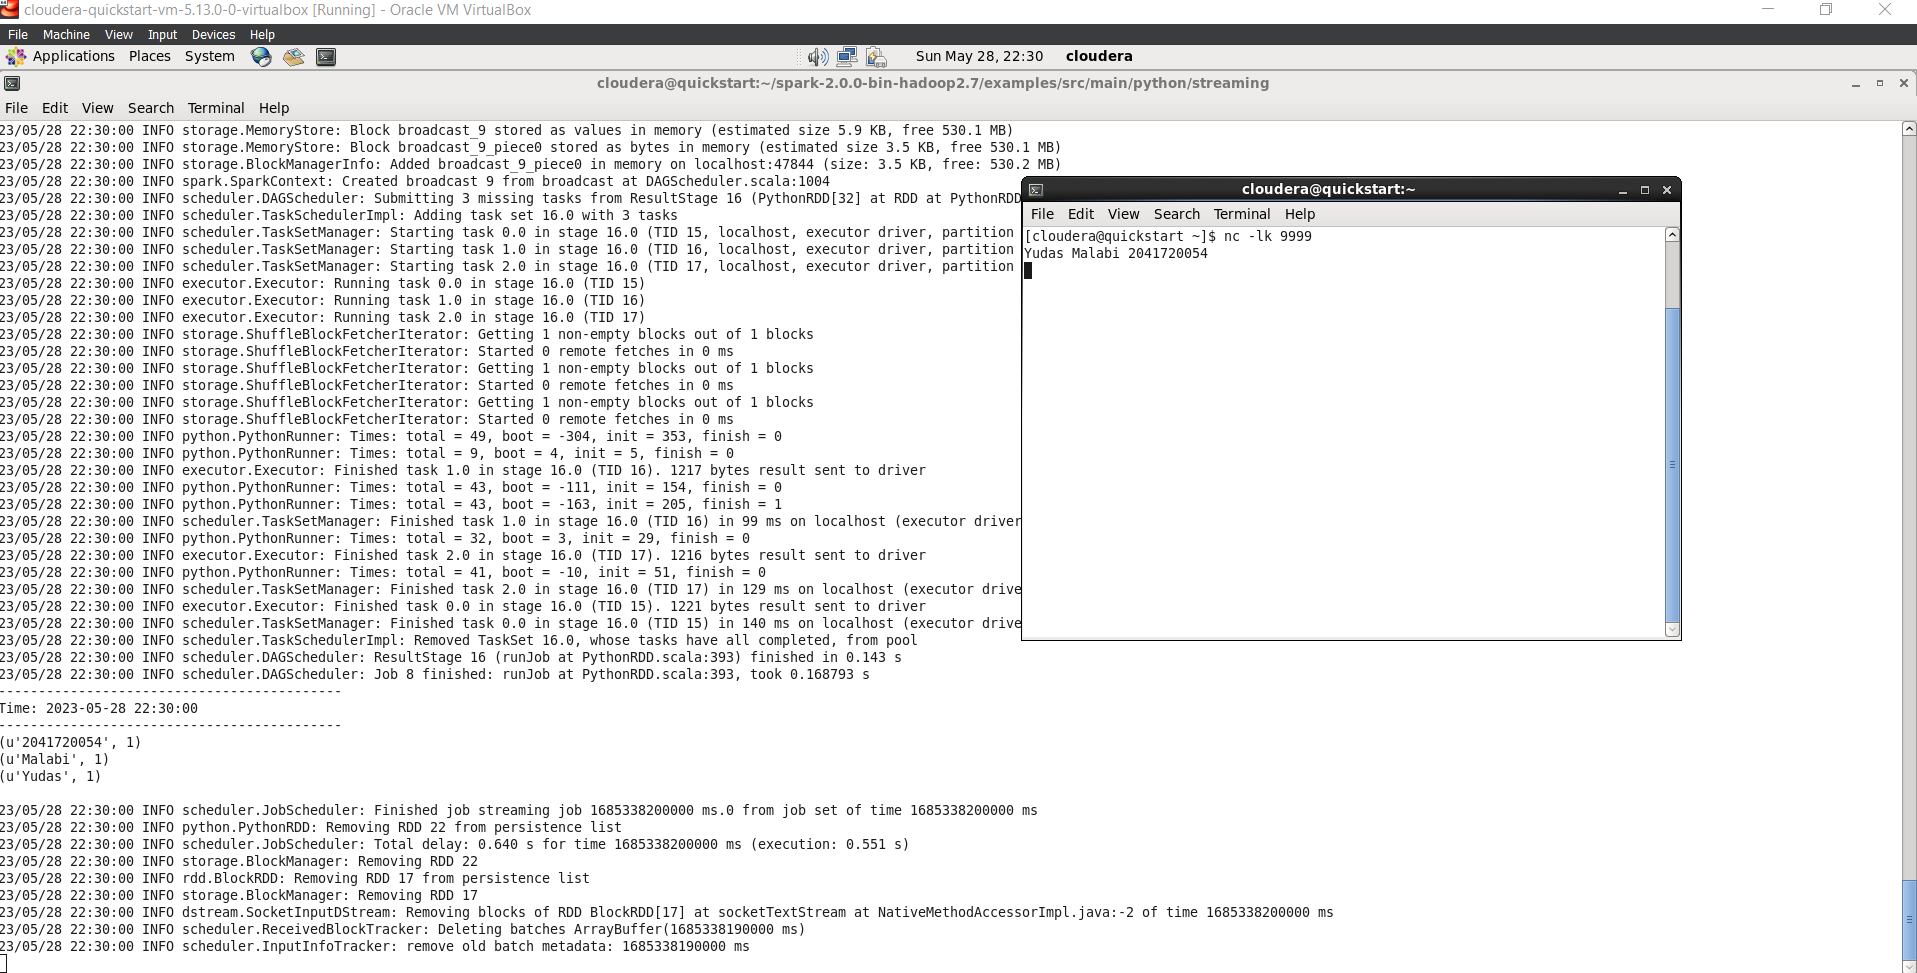 cloudera-quickstart-vm-5.13.0-0-virtualbox [Running] - Oracle VM VirtualBox
File Machine View Input Devices Help
Applications Places System Sun May 28, 22:30 cloudera
cloudera@quickstart:~/spark-2.0.0-bin-hadoop2.7/examples/src/main/python/streaming
File Edit View Search Terminal Help
23/05/28 22:30:00 INFO storage.MemoryStore: Block broadcast_9 stored as values in memory (estimated size 5.9 KB, free 530.1 MB)
23/05/28 22:30:00 INFO storage.MemoryStore: Block broadcast_9_piece0 stored as bytes in memory (estimated size 3.5 KB, free 530.1 MB)
23/05/28 22:30:00 INFO storage.BlockManagerInfo: Added broadcast_9_piece0 in memory on localhost:47844 (size: 3.5 KB, free: 530.2 MB)
23/05/28 22:30:00 INFO spark.SparkContext: Created broadcast 9 from broadcast at DAGScheduler.scala:1004
23/05/28 22:30:00 INFO scheduler.DAGScheduler: Submitting 3 missing tasks from ResultStage 16 (PythonRDD[32] at RDD at PythonRDD
23/05/28 22:30:00 INFO scheduler.TaskSchedulerImpl: Adding task set 16.0 with 3 tasks
23/05/28 22:30:00 INFO scheduler.TaskSetManager: Starting task 0.0 in stage 16.0 (TID 15, localhost, executor driver, partition
23/05/28 22:30:00 INFO scheduler.TaskSetManager: Starting task 1.0 in stage 16.0 (TID 16, localhost, executor driver, partition
23/05/28 22:30:00 INFO scheduler.TaskSetManager: Starting task 2.0 in stage 16.0 (TID 17, localhost, executor driver, partition
23/05/28 22:30:00 INFO executor.Executor: Running task 0.0 in stage 16.0 (TID 15)
23/05/28 22:30:00 INFO executor.Executor: Running task 1.0 in stage 16.0 (TID 16)
23/05/28 22:30:00 INFO executor.Executor: Running task 2.0 in stage 16.0 (TID 17)
23/05/28 22:30:00 INFO storage.ShuffleBlockFetcherIterator: Getting 1 non-empty blocks out of 1 blocks
23/05/28 22:30:00 INFO storage.ShuffleBlockFetcherIterator: Started 0 remote fetches in 0 ms
23/05/28 22:30:00 INFO storage.ShuffleBlockFetcherIterator: Getting 1 non-empty blocks out of 1 blocks
23/05/28 22:30:00 INFO storage.ShuffleBlockFetcherIterator: Started 0 remote fetches in 0 ms
23/05/28 22:30:00 INFO storage.ShuffleBlockFetcherIterator: Getting 1 non-empty blocks out of 1 blocks
23/05/28 22:30:00 INFO storage.ShuffleBlockFetcherIterator: Started 0 remote fetches in 0 ms
23/05/28 22:30:00 INFO python.PythonRunner: Times: total = 49, boot = -304, init = 353, finish = 0
23/05/28 22:30:00 INFO python.PythonRunner: Times: total = 9, boot = 4, init = 5, finish = 0
23/05/28 22:30:00 INFO executor.Executor: Finished task 1.0 in stage 16.0 (TID 16). 1217 bytes result sent to driver
23/05/28 22:30:00 INFO python.PythonRunner: Times: total = 43, boot = -111, init = 154, finish = 0
23/05/28 22:30:00 INFO python.PythonRunner: Times: total = 43, boot = -163, init = 205, finish = 1
23/05/28 22:30:00 INFO scheduler.TaskSetManager: Finished task 1.0 in stage 16.0 (TID 16) in 99 ms on localhost (executor driver
23/05/28 22:30:00 INFO python.PythonRunner: Times: total = 32, boot = 3, init = 29, finish = 0
23/05/28 22:30:00 INFO executor.Executor: Finished task 2.0 in stage 16.0 (TID 17). 1216 bytes result sent to driver
23/05/28 22:30:00 INFO python.PythonRunner: Times: total = 41, boot = -10, init = 51, finish = 0
23/05/28 22:30:00 INFO scheduler.TaskSetManager: Finished task 2.0 in stage 16.0 (TID 17) in 129 ms on localhost (executor drive
23/05/28 22:30:00 INFO executor.Executor: Finished task 0.0 in stage 16.0 (TID 15). 1221 bytes result sent to driver
23/05/28 22:30:00 INFO scheduler.TaskSetManager: Finished task 0.0 in stage 16.0 (TID 15) in 140 ms on localhost (executor drive
23/05/28 22:30:00 INFO scheduler.TaskSchedulerImpl: Removed TaskSet 16.0, whose tasks have all completed, from pool
23/05/28 22:30:00 INFO scheduler.DAGScheduler: ResultStage 16 (runJob at PythonRDD.scala:393) finished in 0.143 s
23/05/28 22:30:00 INFO scheduler.DAGScheduler: Job 8 finished: runJob at PythonRDD.scala:393, took 0.168793 s
-------------------------------------------
Time: 2023-05-28 22:30:00
-------------------------------------------
(u'2041720054', 1)
(u'Malabi', 1)
(u'Yudas', 1)
23/05/28 22:30:00 INFO scheduler.JobScheduler: Finished job streaming job 1685338200000 ms.0 from job set of time 1685338200000 ms
23/05/28 22:30:00 INFO python.PythonRDD: Removing RDD 22 from persistence list
23/05/28 22:30:00 INFO scheduler.JobScheduler: Total delay: 0.640 s for time 1685338200000 ms (execution: 0.551 s)
23/05/28 22:30:00 INFO storage.BlockManager: Removing RDD 22
23/05/28 22:30:00 INFO rdd.BlockRDD: Removing RDD 17 from persistence list
23/05/28 22:30:00 INFO storage.BlockManager: Removing RDD 17
23/05/28 22:30:00 INFO dstream.SocketInputDStream: Removing blocks of RDD BlockRDD[17] at socketTextStream at NativeMethodAccessorImpl.java:-2 of time 1685338200000 ms
23/05/28 22:30:00 INFO scheduler.ReceivedBlockTracker: Deleting batches ArrayBuffer(1685338190000 ms)
23/05/28 22:30:00 INFO scheduler.InputInfoTracker: remove old batch metadata: 1685338190000 ms
cloudera@quickstart:~
File Edit View Search Terminal Help
[cloudera@quickstart ~]$ nc -lk 9999
Yudas Malabi 2041720054